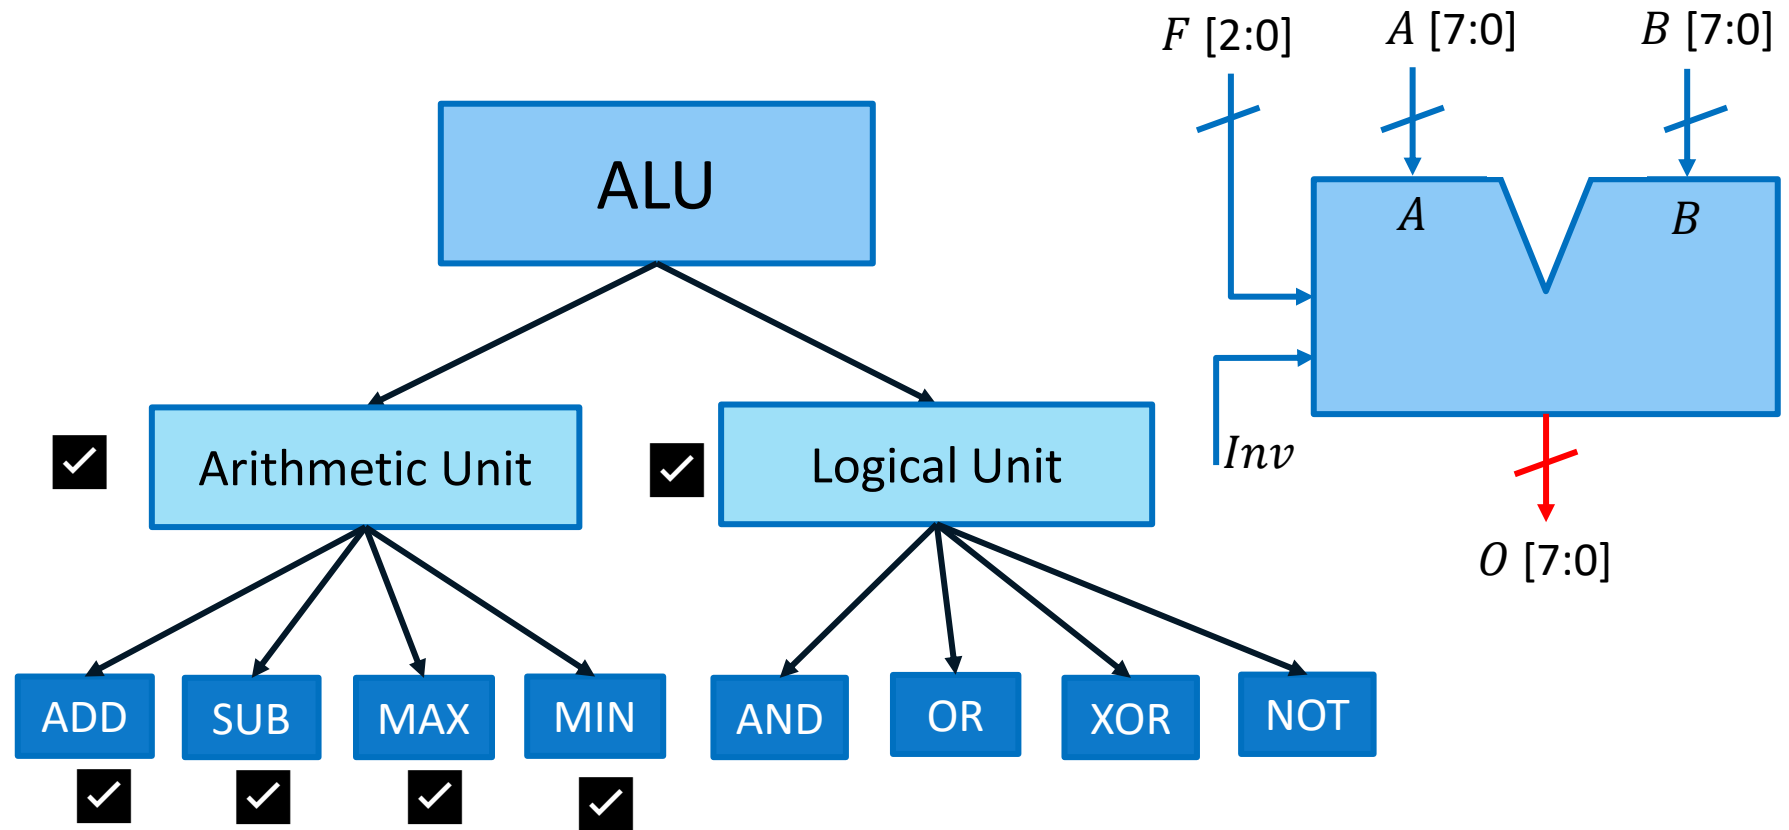 F [2:0]
A [7:0]
B [7:0]
ALU
A
B
Arithmetic Unit
Logical Unit
Inv
O [7:0]
ADD
SUB
MAX
MIN
AND
OR
XOR
NOT